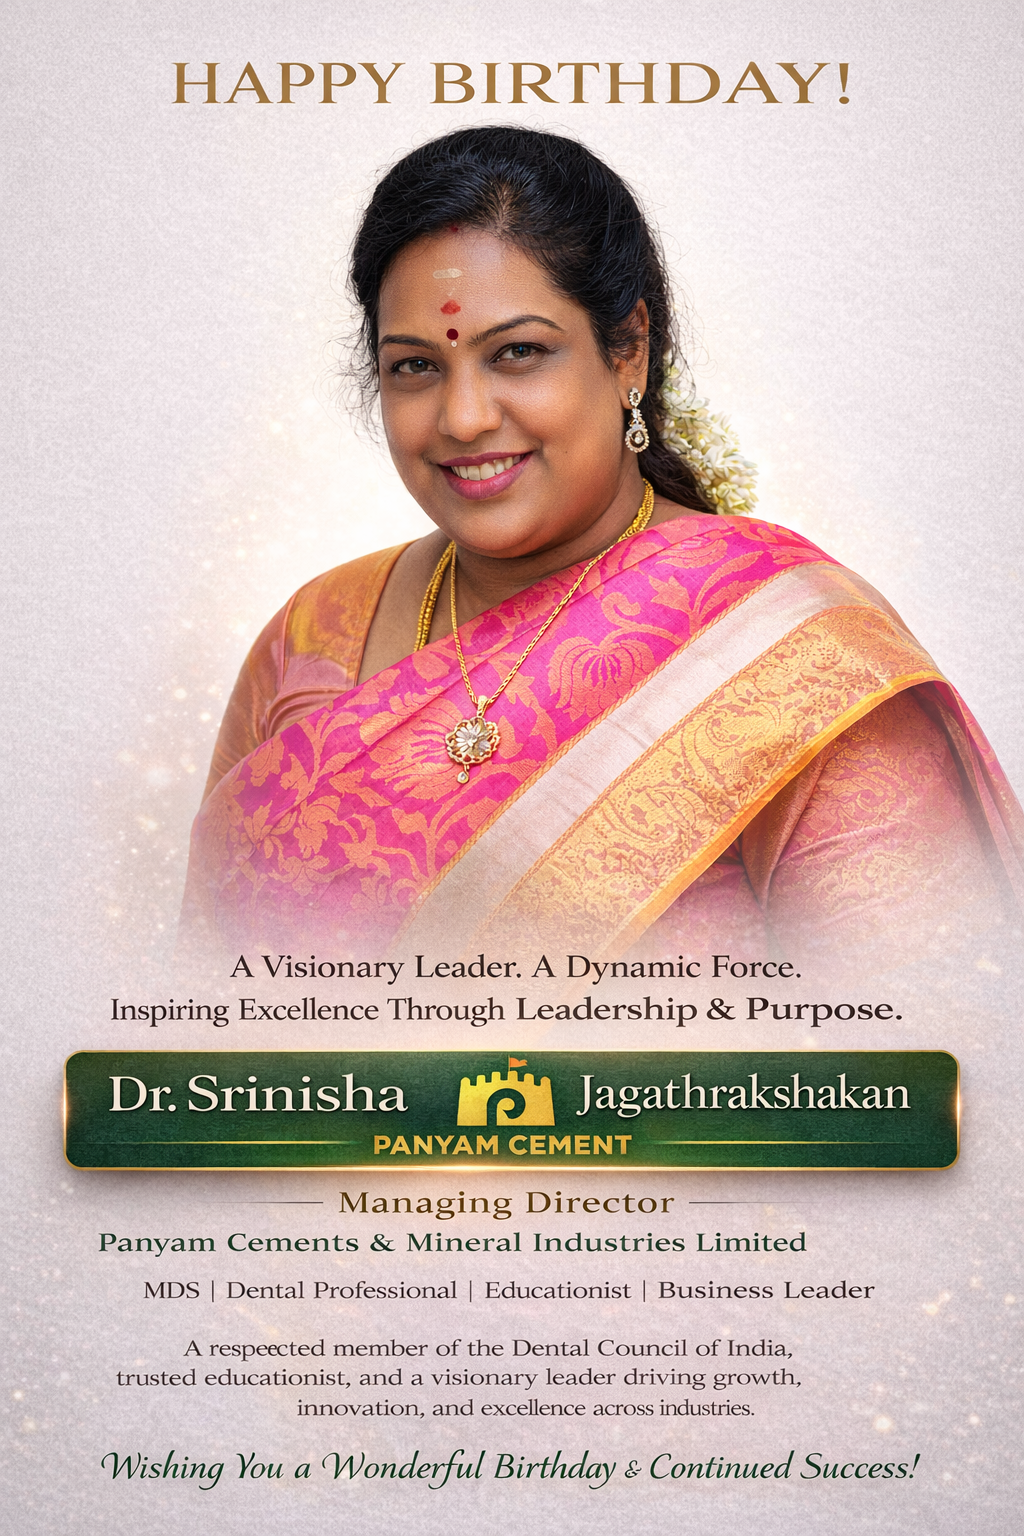 HAPPY BIRTHDAY!
A Visionary Leader. A Dynamic Force.
Inspiring Excellence Through Leadership & Purpose.
Dr. Srinisha Jagathrakshakan
PANYAM CEMENT
Managing Director
Panyam Cements & Mineral Industries Limited
MDS | Dental Professional | Educationist | Business Leader
A respeected member of the Dental Council of India,
trusted educationist, and a visionary leader driving growth,
innovation, and excellence across industries.
Wishing You a Wonderful Birthday & Continued Success!